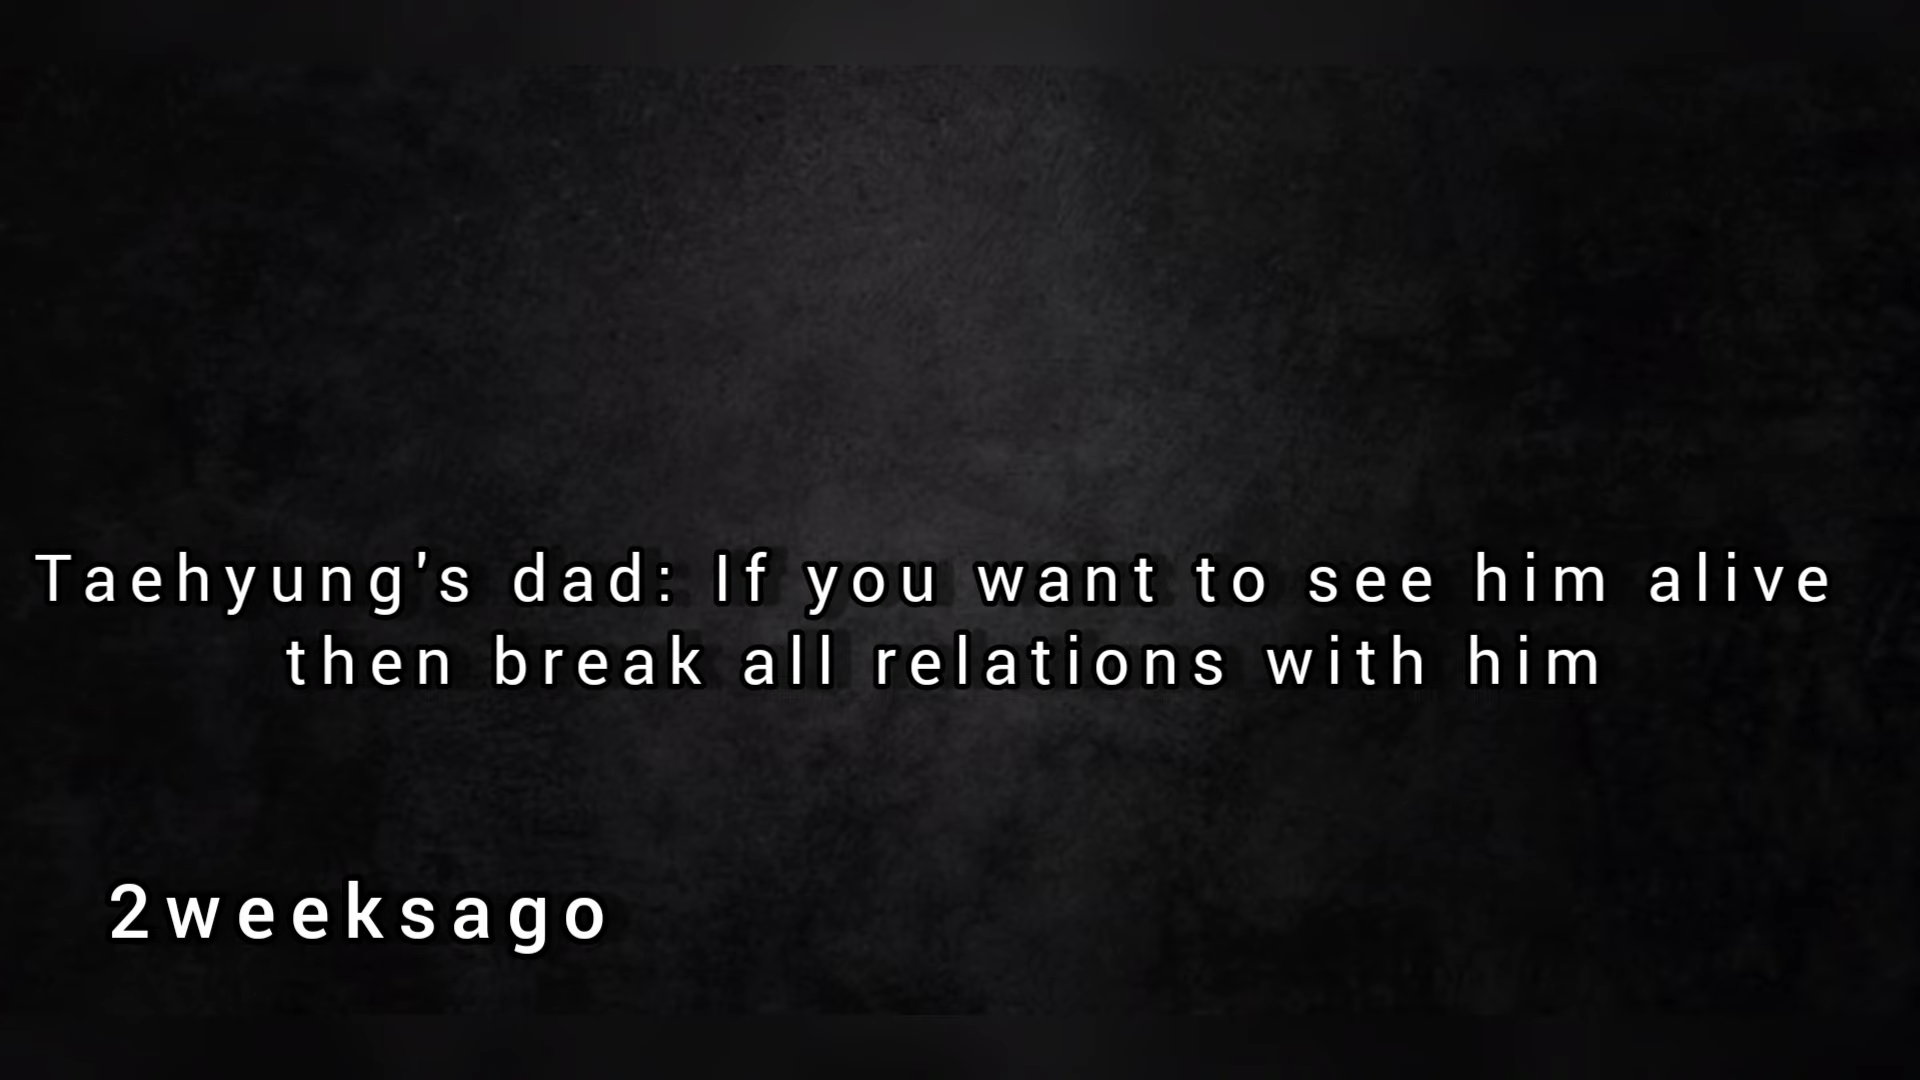 Taehyung's dad: If you want to see him alive
then break all relations with him
2weeksago